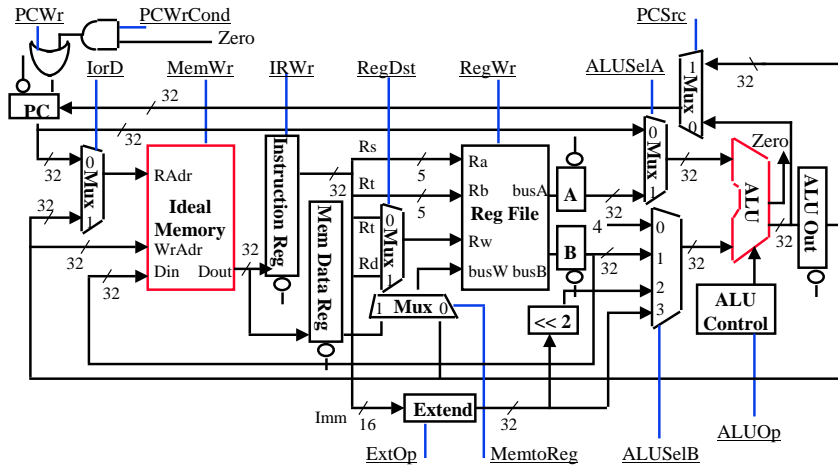 PCWr
PCWrCond
PCSrc
Zero
IorD
MemWr
IRWr
RegDst
RegWr
ALUSelA
1
Mux
0
32
PC
32
32
32
0
Mux
1
32
32
RAdr
Ideal
Memory
WrAdr
Din
Dout
32
32
32
Instruction Reg
Mem Data Reg
32
Rs
Rt
Rt
Rd
5
5
0
Mux
1
Ra
Rb
busA
Reg File
Rw
busW
busB
1
Mux
0
A
B
32
32
4
<< 2
0
Mux
1
32
0
1
2
3
Mux
32
Zero
ALU
32
ALU Out
ALU
Control
Imm
16
Extend
32
ExtOp
MemtoReg
ALUSelB
ALUOp